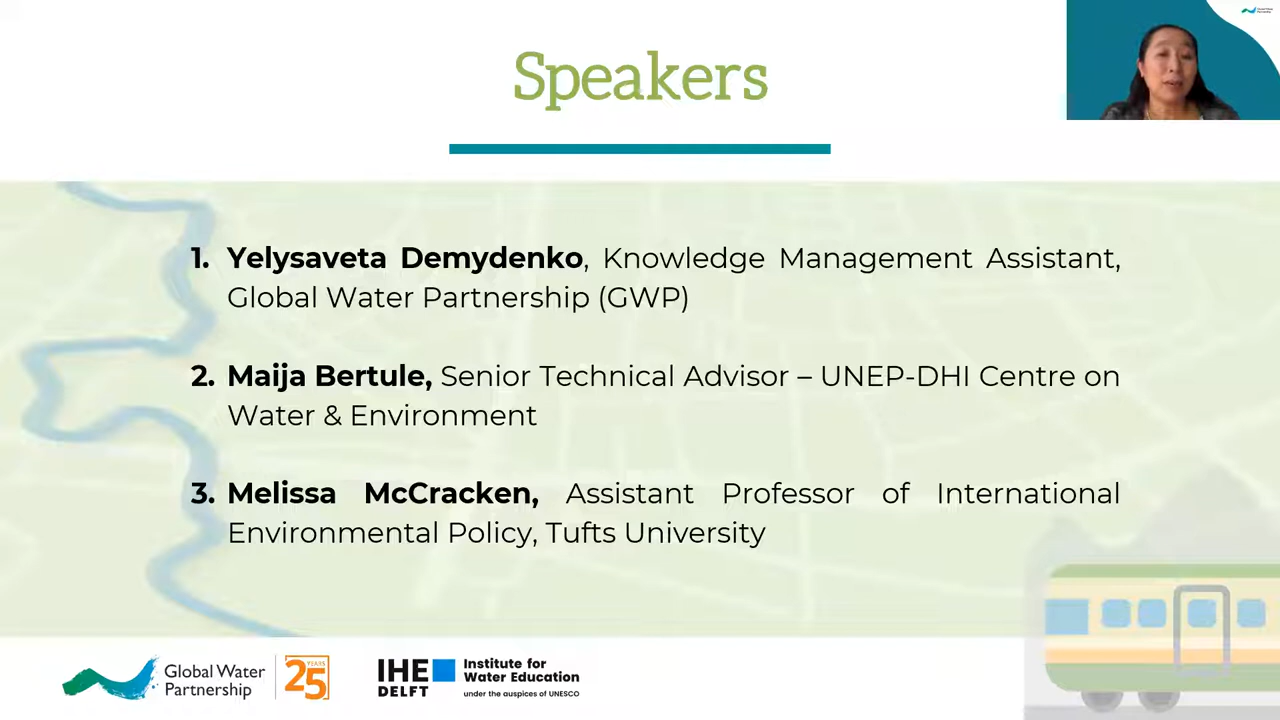 Speakers
1. Yelysaveta Demydenko, Knowledge Management Assistant,
Global Water Partnership (GWP)
2. Maija Bertule, Senior Technical Advisor – UNEP-DHI Centre on
Water & Environment
3. Melissa McCracken, Assistant Professor of International
Environmental Policy, Tufts University
Global Water
Partnership
25
YEARS
IHE
DELFT
Institute for
Water Education
under the auspices of UNESCO